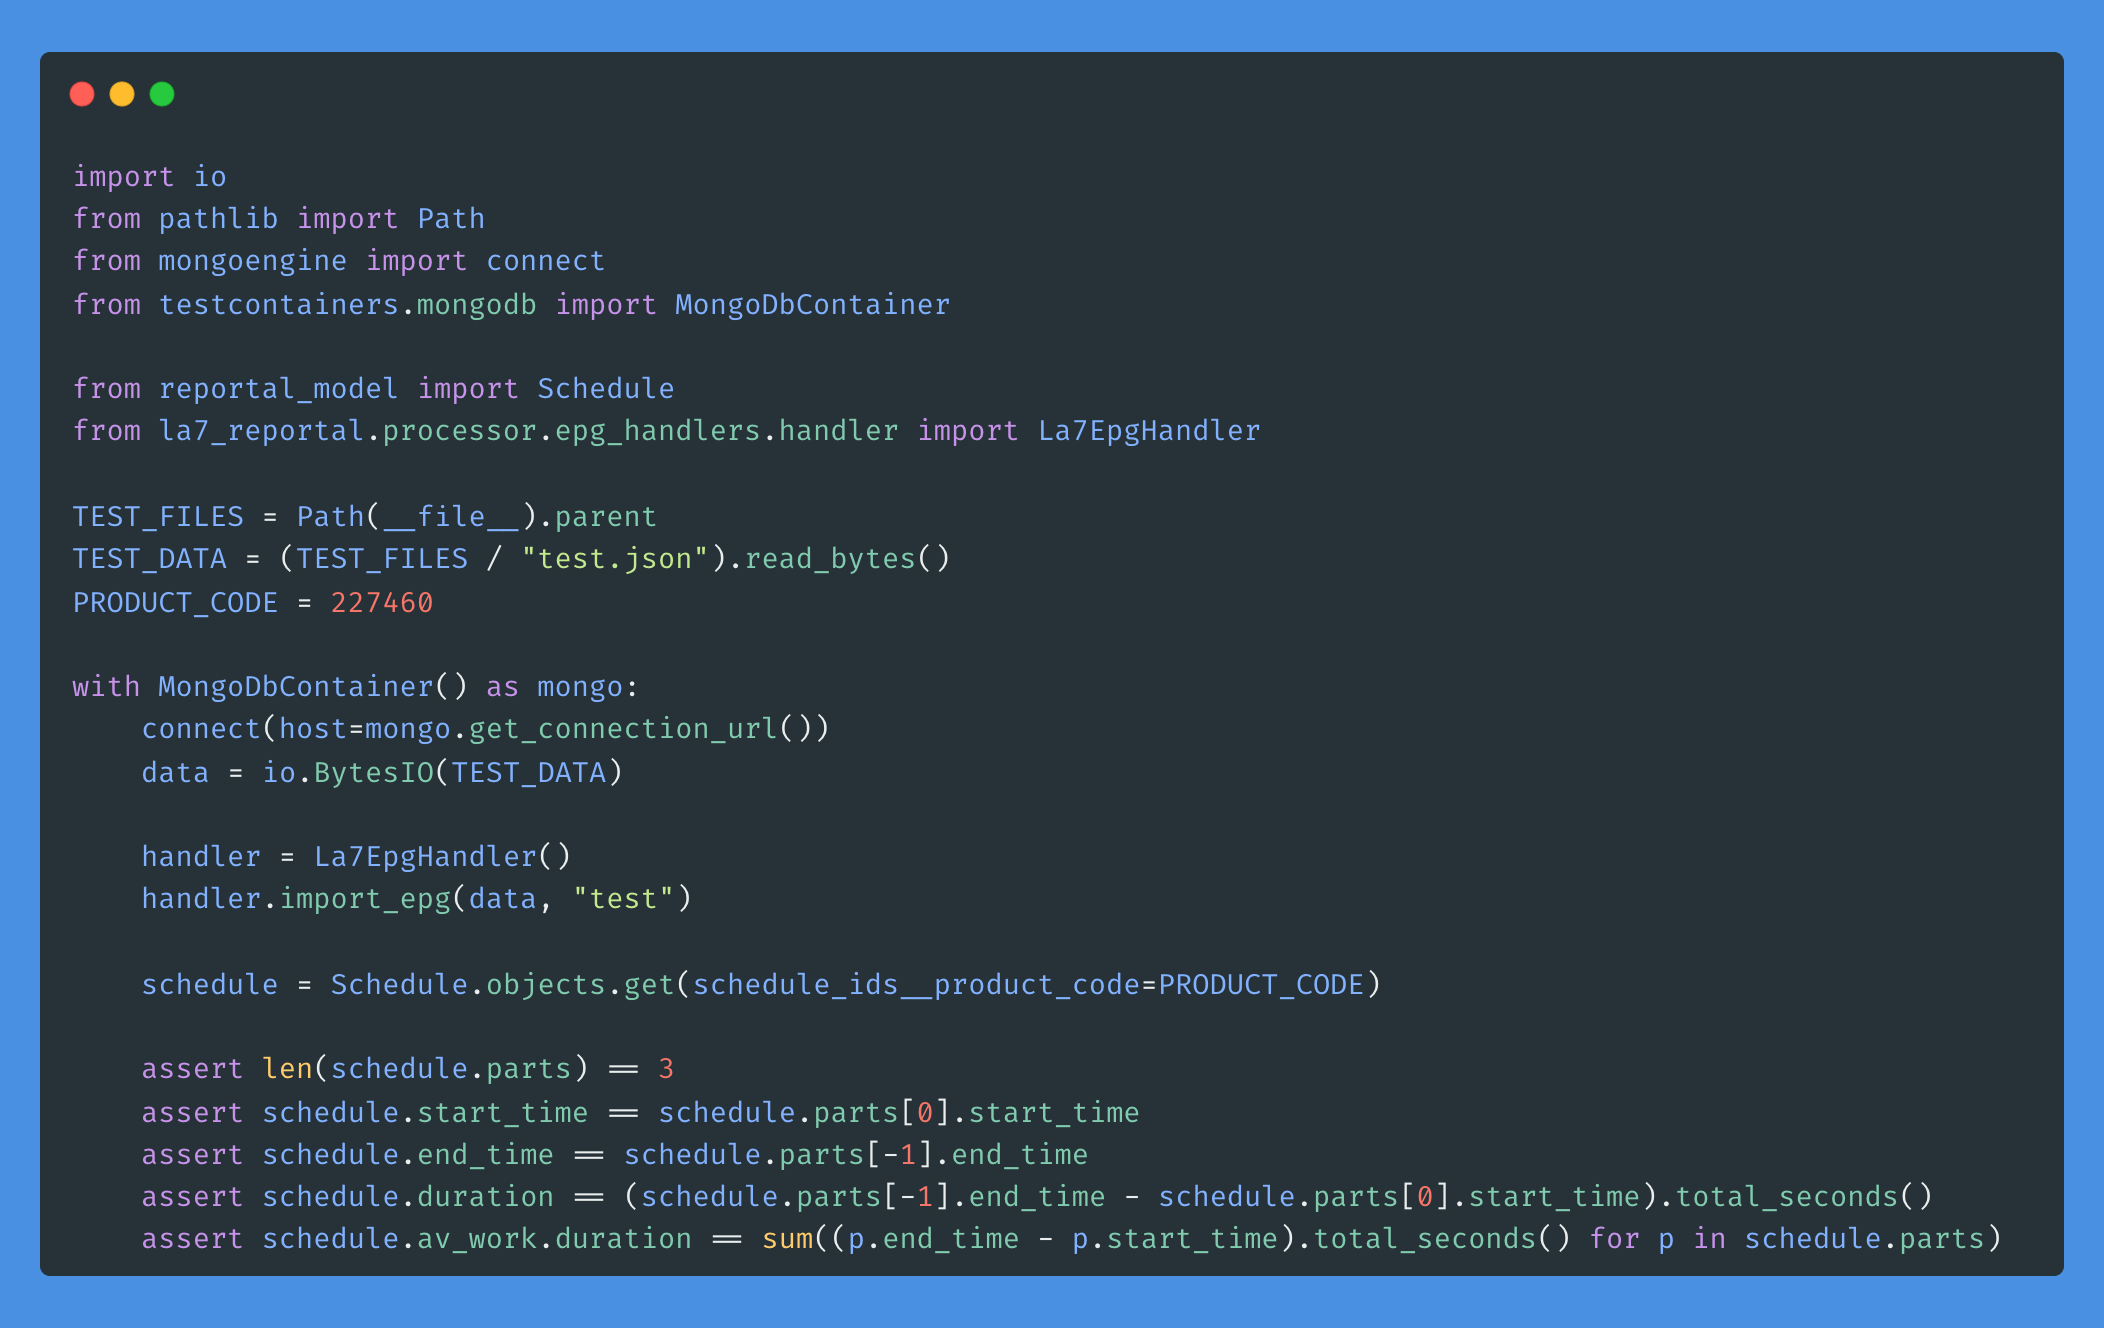 import io
from pathlib import Path
from mongoengine import connect
from testcontainers.mongodb import MongoDbContainer

from reportal_model import Schedule
from la7_reportal.processor.epg_handlers.handler import La7EpgHandler

TEST_FILES = Path(__file__).parent
TEST_DATA = (TEST_FILES / "test.json").read_bytes()
PRODUCT_CODE = 227460

with MongoDbContainer() as mongo:
    connect(host=mongo.get_connection_url())
    data = io.BytesIO(TEST_DATA)

    handler = La7EpgHandler()
    handler.import_epg(data, "test")

    schedule = Schedule.objects.get(schedule_ids__product_code=PRODUCT_CODE)

    assert len(schedule.parts) == 3
    assert schedule.start_time == schedule.parts[0].start_time
    assert schedule.end_time == schedule.parts[-1].end_time
    assert schedule.duration == (schedule.parts[-1].end_time - schedule.parts[0].start_time).total_seconds()
    assert schedule.av_work.duration == sum((p.end_time - p.start_time).total_seconds() for p in schedule.parts)